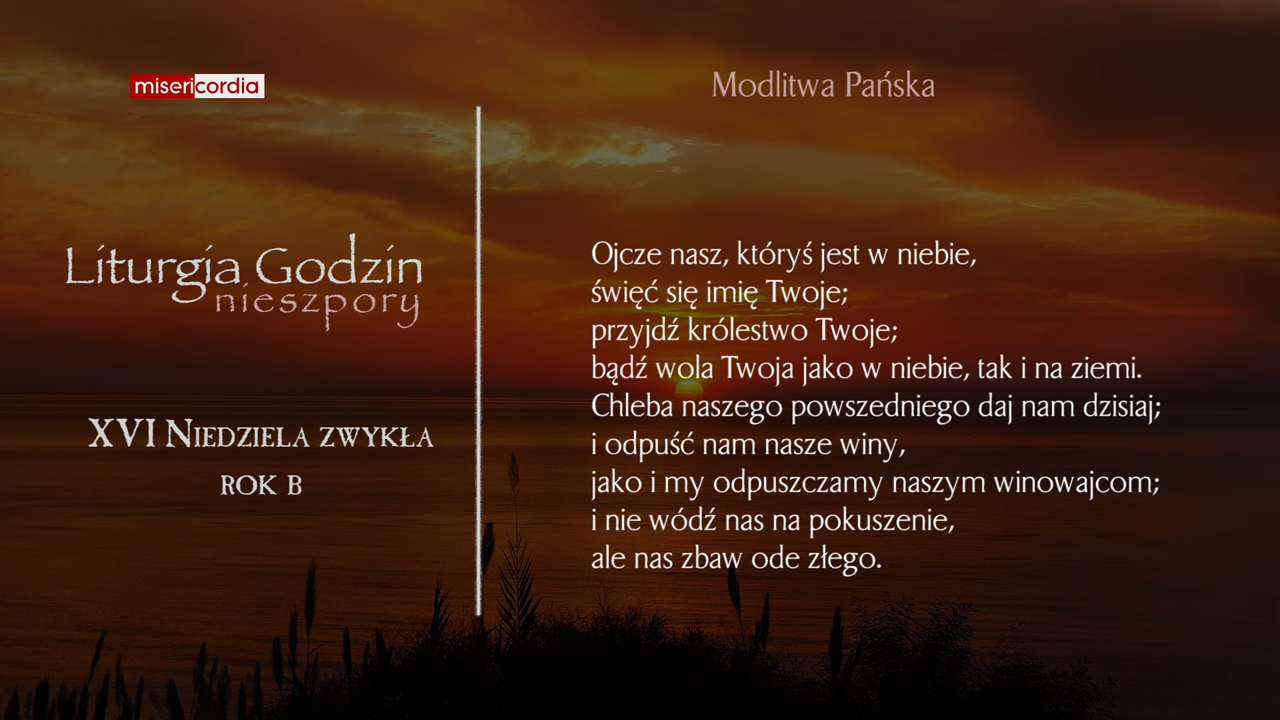 misericordia
Liturgia Godzin
nieszpory
XVI Niedziela zwykła
rok B
Modlitwa Pańska
Ojcze nasz, któryś jest w niebie,
święć się imię Twoje;
przyjdź królestwo Twoje;
bądź wola Twoja jako w niebie, tak i na ziemi.
Chleba naszego powszedniego daj nam dzisiaj;
i odpuść nam nasze winy,
jako i my odpuszczamy naszym winowajcom;
i nie wódź nas na pokuszenie,
ale nas zbaw ode złego.